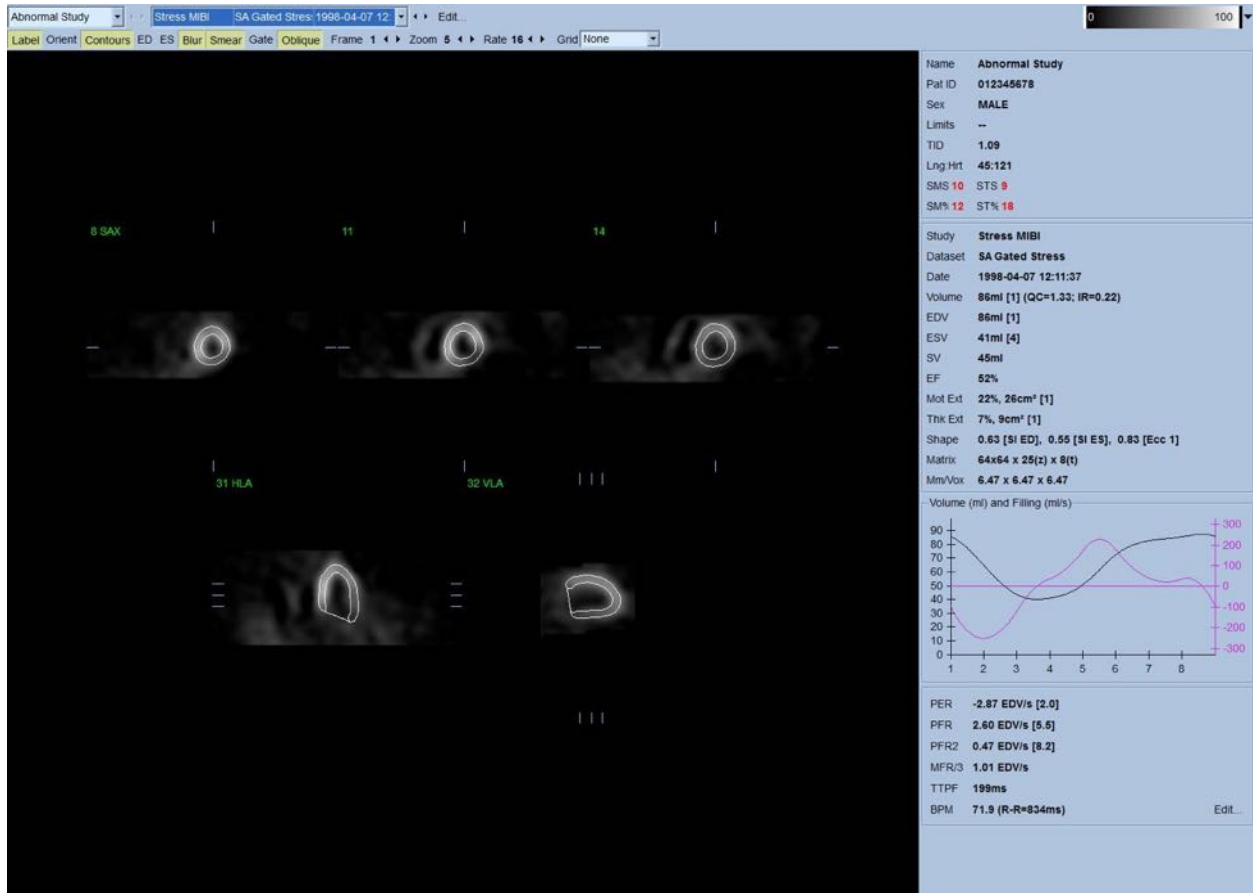 Abnormal Study Stress MIBI SA Gated Stres: 1998-04-07 12: Edit...
0 100
Label Orient Contours ED ES Blur Smear Gate Oblique Frame 1 Zoom 5 Rate 16 Grid None
8 SAX 11 14
31 HLA 32 VLA
Name Abnormal Study
Pat ID 012345678
Sex MALE
Limits --
TID 1.09
Lng:Hrt 45:121
SMS 10 STS 9
SM% 12 ST% 18
Study Stress MIBI
Dataset SA Gated Stress
Date 1998-04-07 12:11:37
Volume 86ml [1] (QC=1.33; IR=0.22)
EDV 86ml [1]
ESV 41ml [4]
SV 45ml
EF 52%
Mot Ext 22%, 26cm² [1]
Thk Ext 7%, 9cm² [1]
Shape 0.63 [SI ED], 0.55 [SI ES], 0.83 [Ecc 1]
Matrix 64x64 x 25(z) x 8(t)
Mm/Vox 6.47 x 6.47 x 6.47
Volume (ml) and Filling (ml/s)
90 300
80 200
70
60 100
50 0
40
30 -100
20 -200
10 -300
0
1 2 3 4 5 6 7 8
PER -2.87 EDV/s [2.0]
PFR 2.60 EDV/s [5.5]
PFR2 0.47 EDV/s [8.2]
MFR/3 1.01 EDV/s
TTPF 199ms
BPM 71.9 (R-R=834ms) Edit...